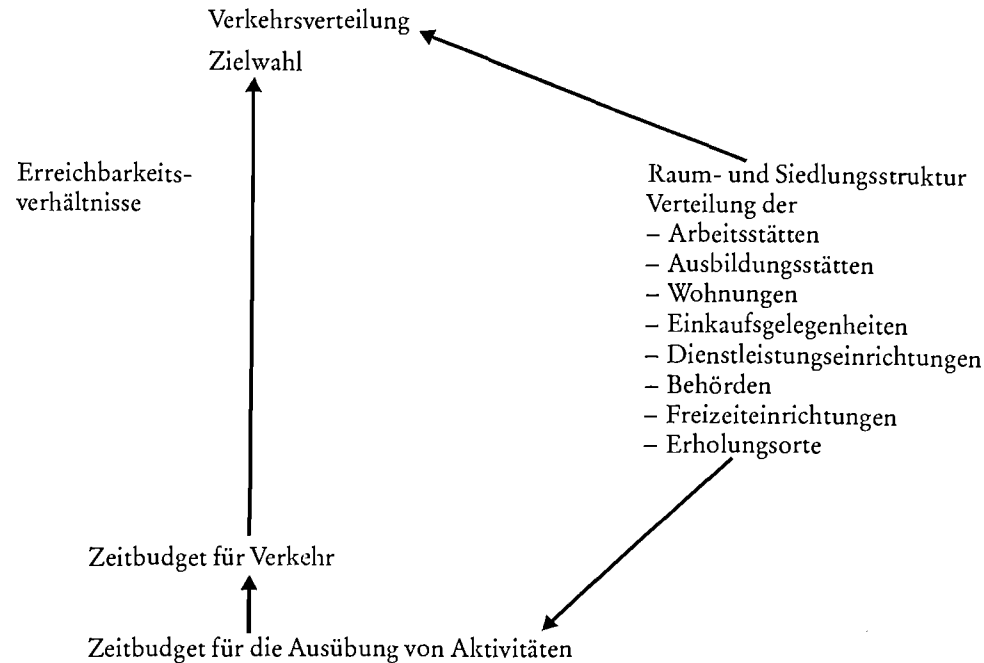 Verkehrsverteilung
Zielwahl
Erreichbarkeits-
verhältnisse
Raum- und Siedlungsstruktur
Verteilung der
– Arbeitsstätten
– Ausbildungsstätten
– Wohnungen
– Einkaufsgelegenheiten
– Dienstleistungseinrichtungen
– Behörden
– Freizeiteinrichtungen
– Erholungsorte
Zeitbudget für Verkehr
Zeitbudget für die Ausübung von Aktivitäten